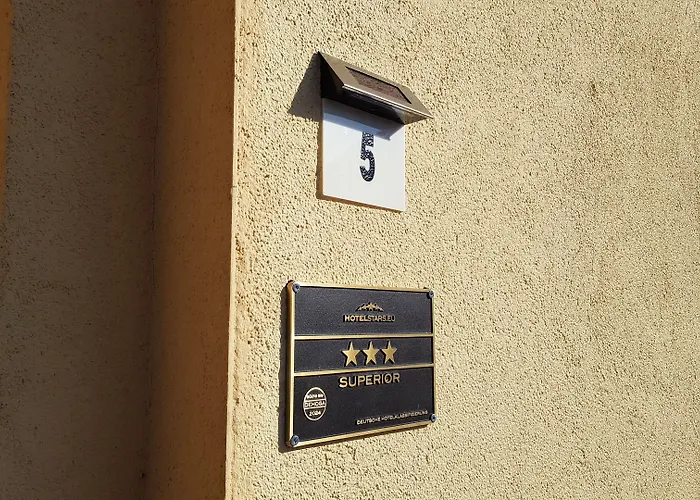 5
HOTELSTARS.EU
SUPERIOR
DEHOGA
2024
DEUTSCHE HOTELKLASSIFIZIERUNG